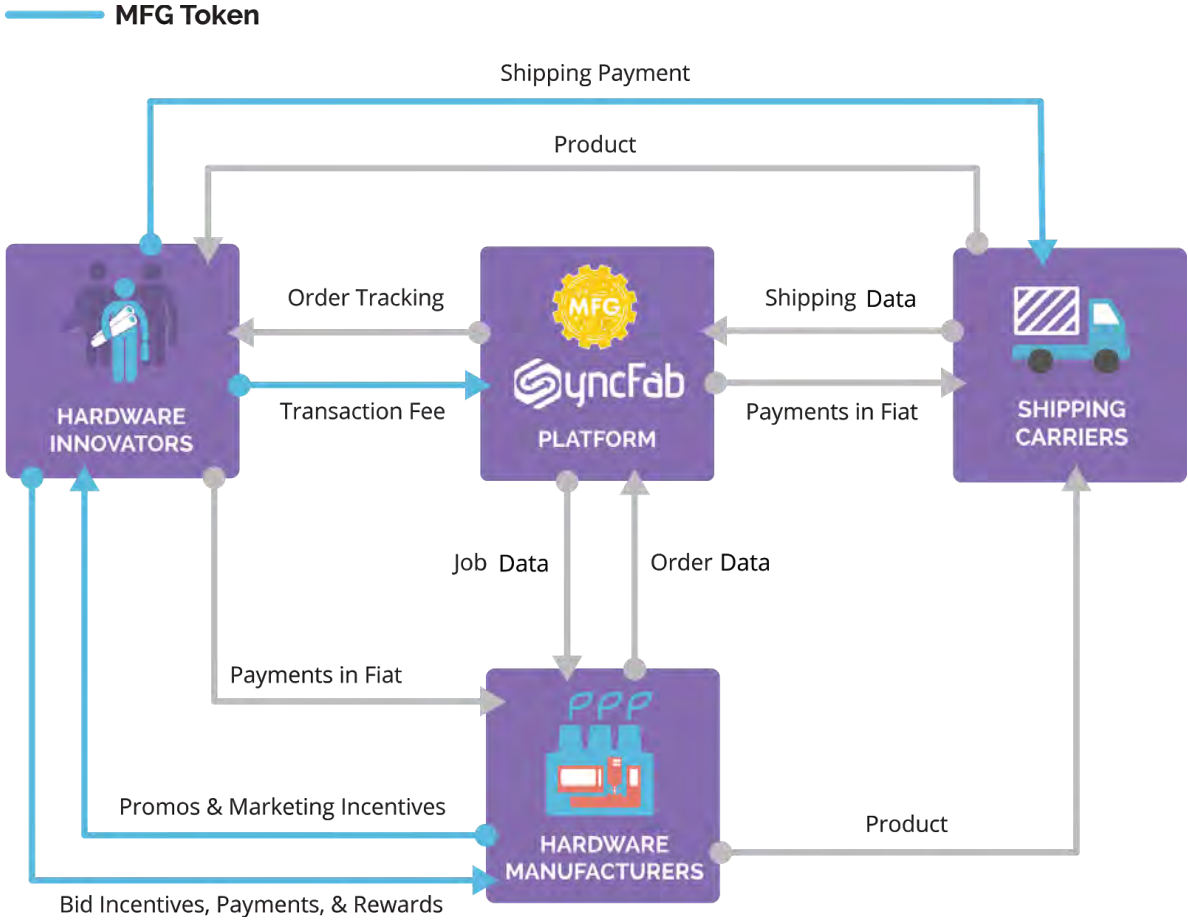 MFG Token
Shipping Payment
Product
Order Tracking
Transaction Fee
HARDWARE
INNOVATORS
MFG
SyncFab
PLATFORM
Shipping Data
Payments in Fiat
SHIPPING
CARRIERS
Job Data
Order Data
Payments in Fiat
Promos & Marketing Incentives
Bid Incentives, Payments, & Rewards
HARDWARE
MANUFACTURERS
Product